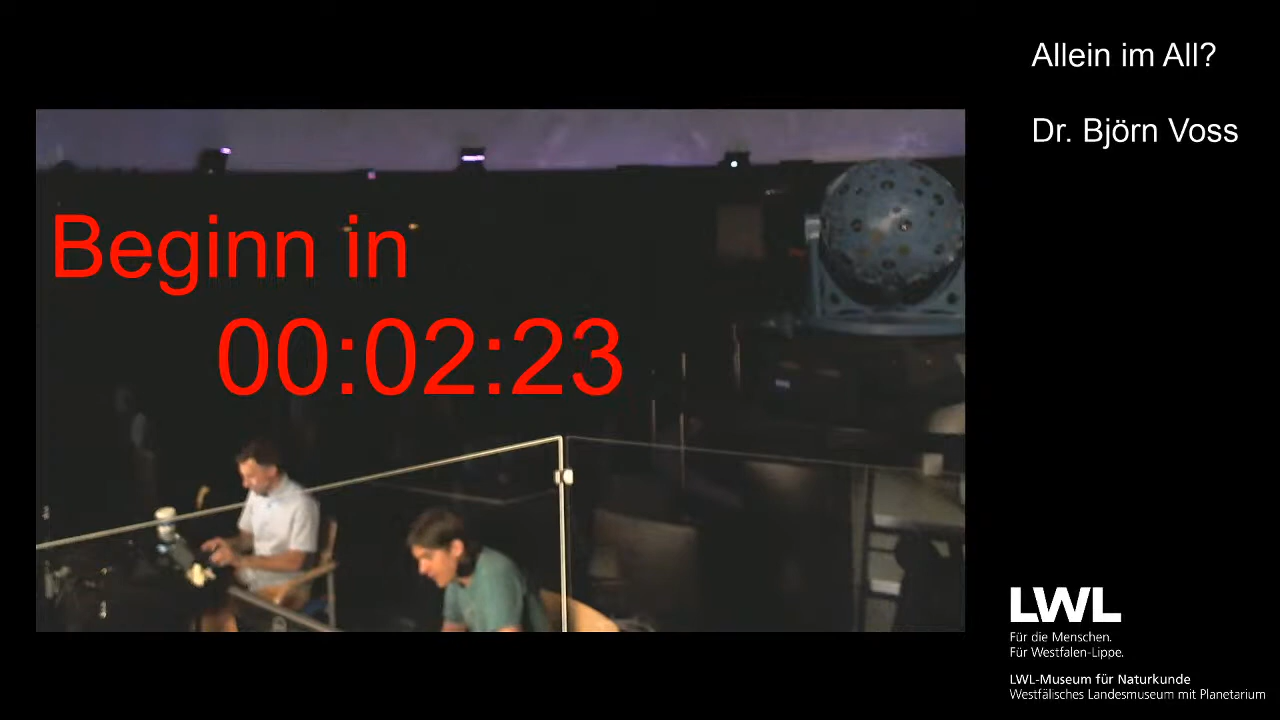 Allein im All?
Dr. Björn Voss
Beginn in
00:02:23
LWL
Für die Menschen.
Für Westfalen-Lippe.
LWL-Museum für Naturkunde
Westfälisches Landesmuseum mit Planetarium